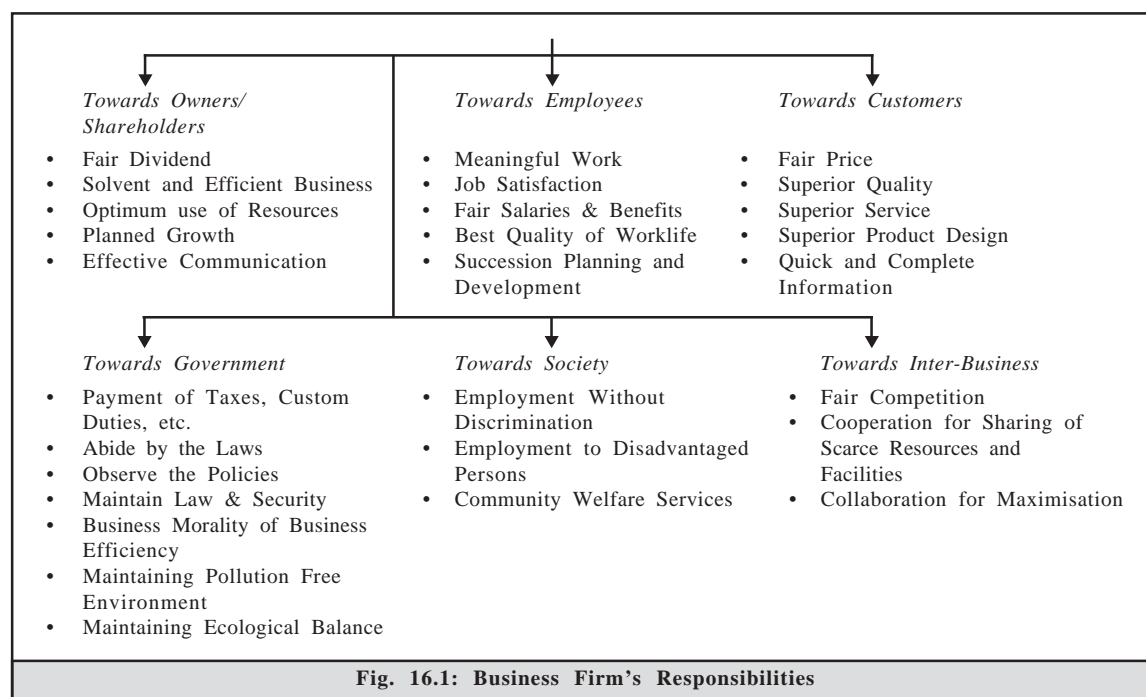 Towards Owners/
Shareholders
• Fair Dividend
• Solvent and Efficient Business
• Optimum use of Resources
• Planned Growth
• Effective Communication
Towards Employees
• Meaningful Work
• Job Satisfaction
• Fair Salaries & Benefits
• Best Quality of Worklife
• Succession Planning and
Development
Towards Customers
• Fair Price
• Superior Quality
• Superior Service
• Superior Product Design
• Quick and Complete
Information
Towards Government
• Payment of Taxes, Custom
Duties, etc.
• Abide by the Laws
• Observe the Policies
• Maintain Law & Security
• Business Morality of Business
Efficiency
• Maintaining Pollution Free
Environment
• Maintaining Ecological Balance
Towards Society
• Employment Without
Discrimination
• Employment to Disadvantaged
Persons
• Community Welfare Services
Towards Inter-Business
• Fair Competition
• Cooperation for Sharing of
Scarce Resources and
Facilities
• Collaboration for Maximisation
Fig. 16.1: Business Firm's Responsibilities